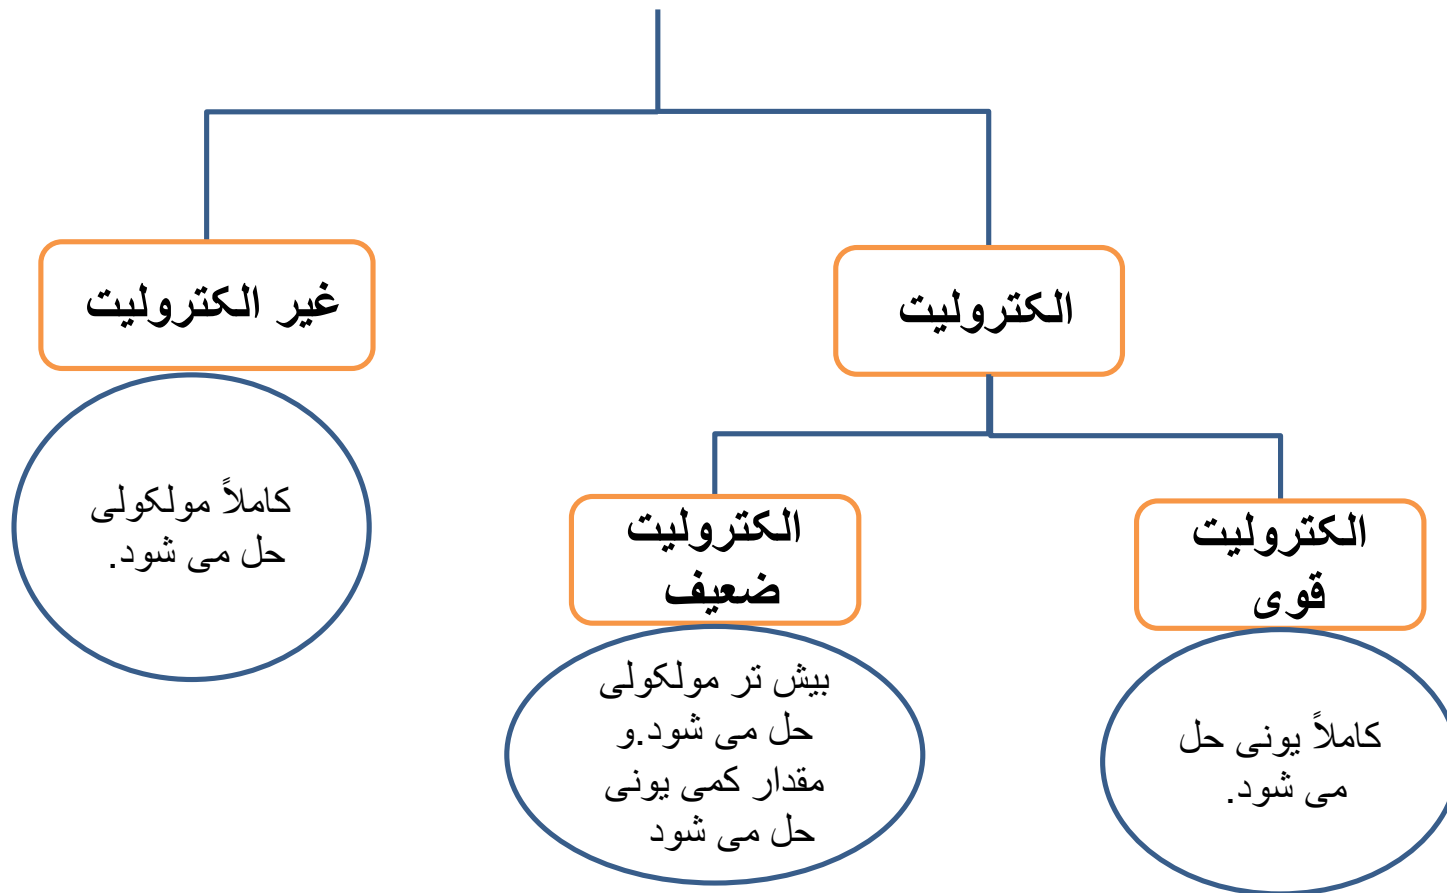 الکترولیت
غیر الکترولیت
الکترولیت
قوی
کاملاً یونی حل
می شود.
الکترولیت
ضعیف
بیش تر مولکولی
حل می شود.و
مقدار کمی یونی
حل می شود
کاملاً مولکولی
حل می شود.